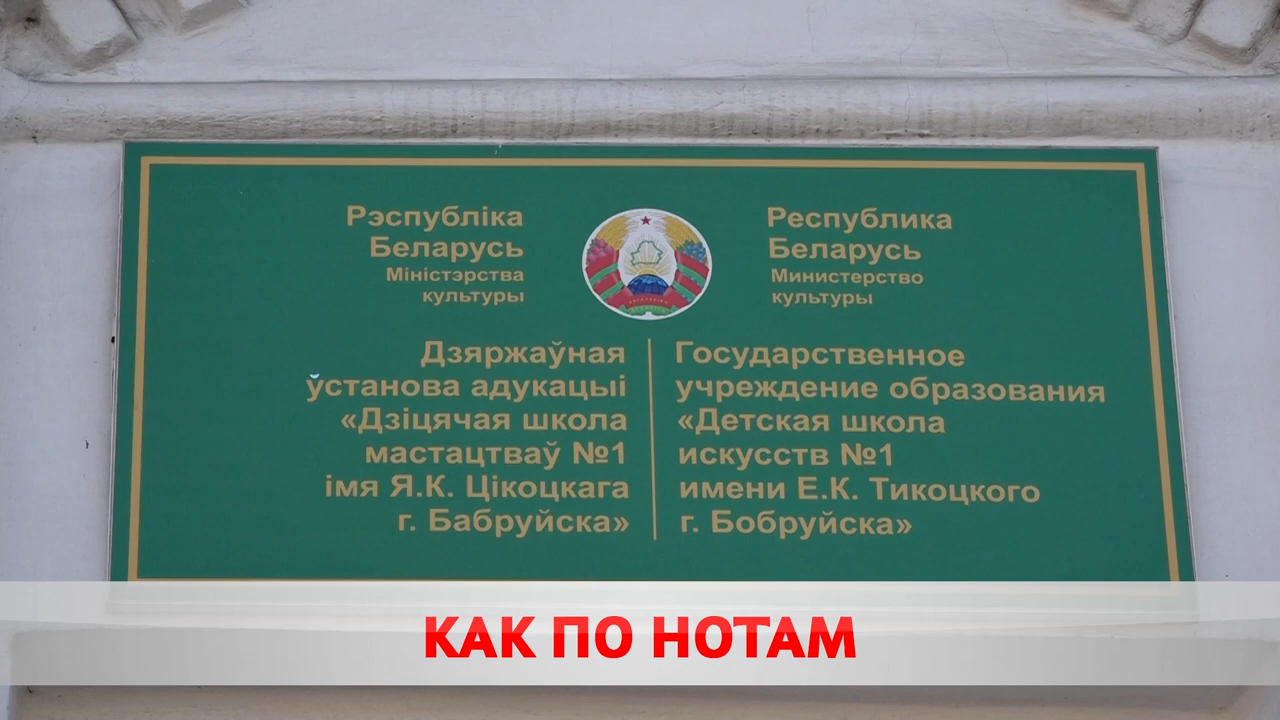 Рэспубліка
Беларусь
Міністэрства
культуры
Республика
Беларусь
Министерство
культуры
Дзяржаўная
ўстанова адукацыі
«Дзіцячая школа
мастацтваў №1
імя Я.К. Цікоцкага
г. Бабруйска»
Государственное
учреждение образования
«Детская школа
искусств №1
имени Е.К. Тикоцкого
г. Бобруйска»
КАК ПО НОТАМ